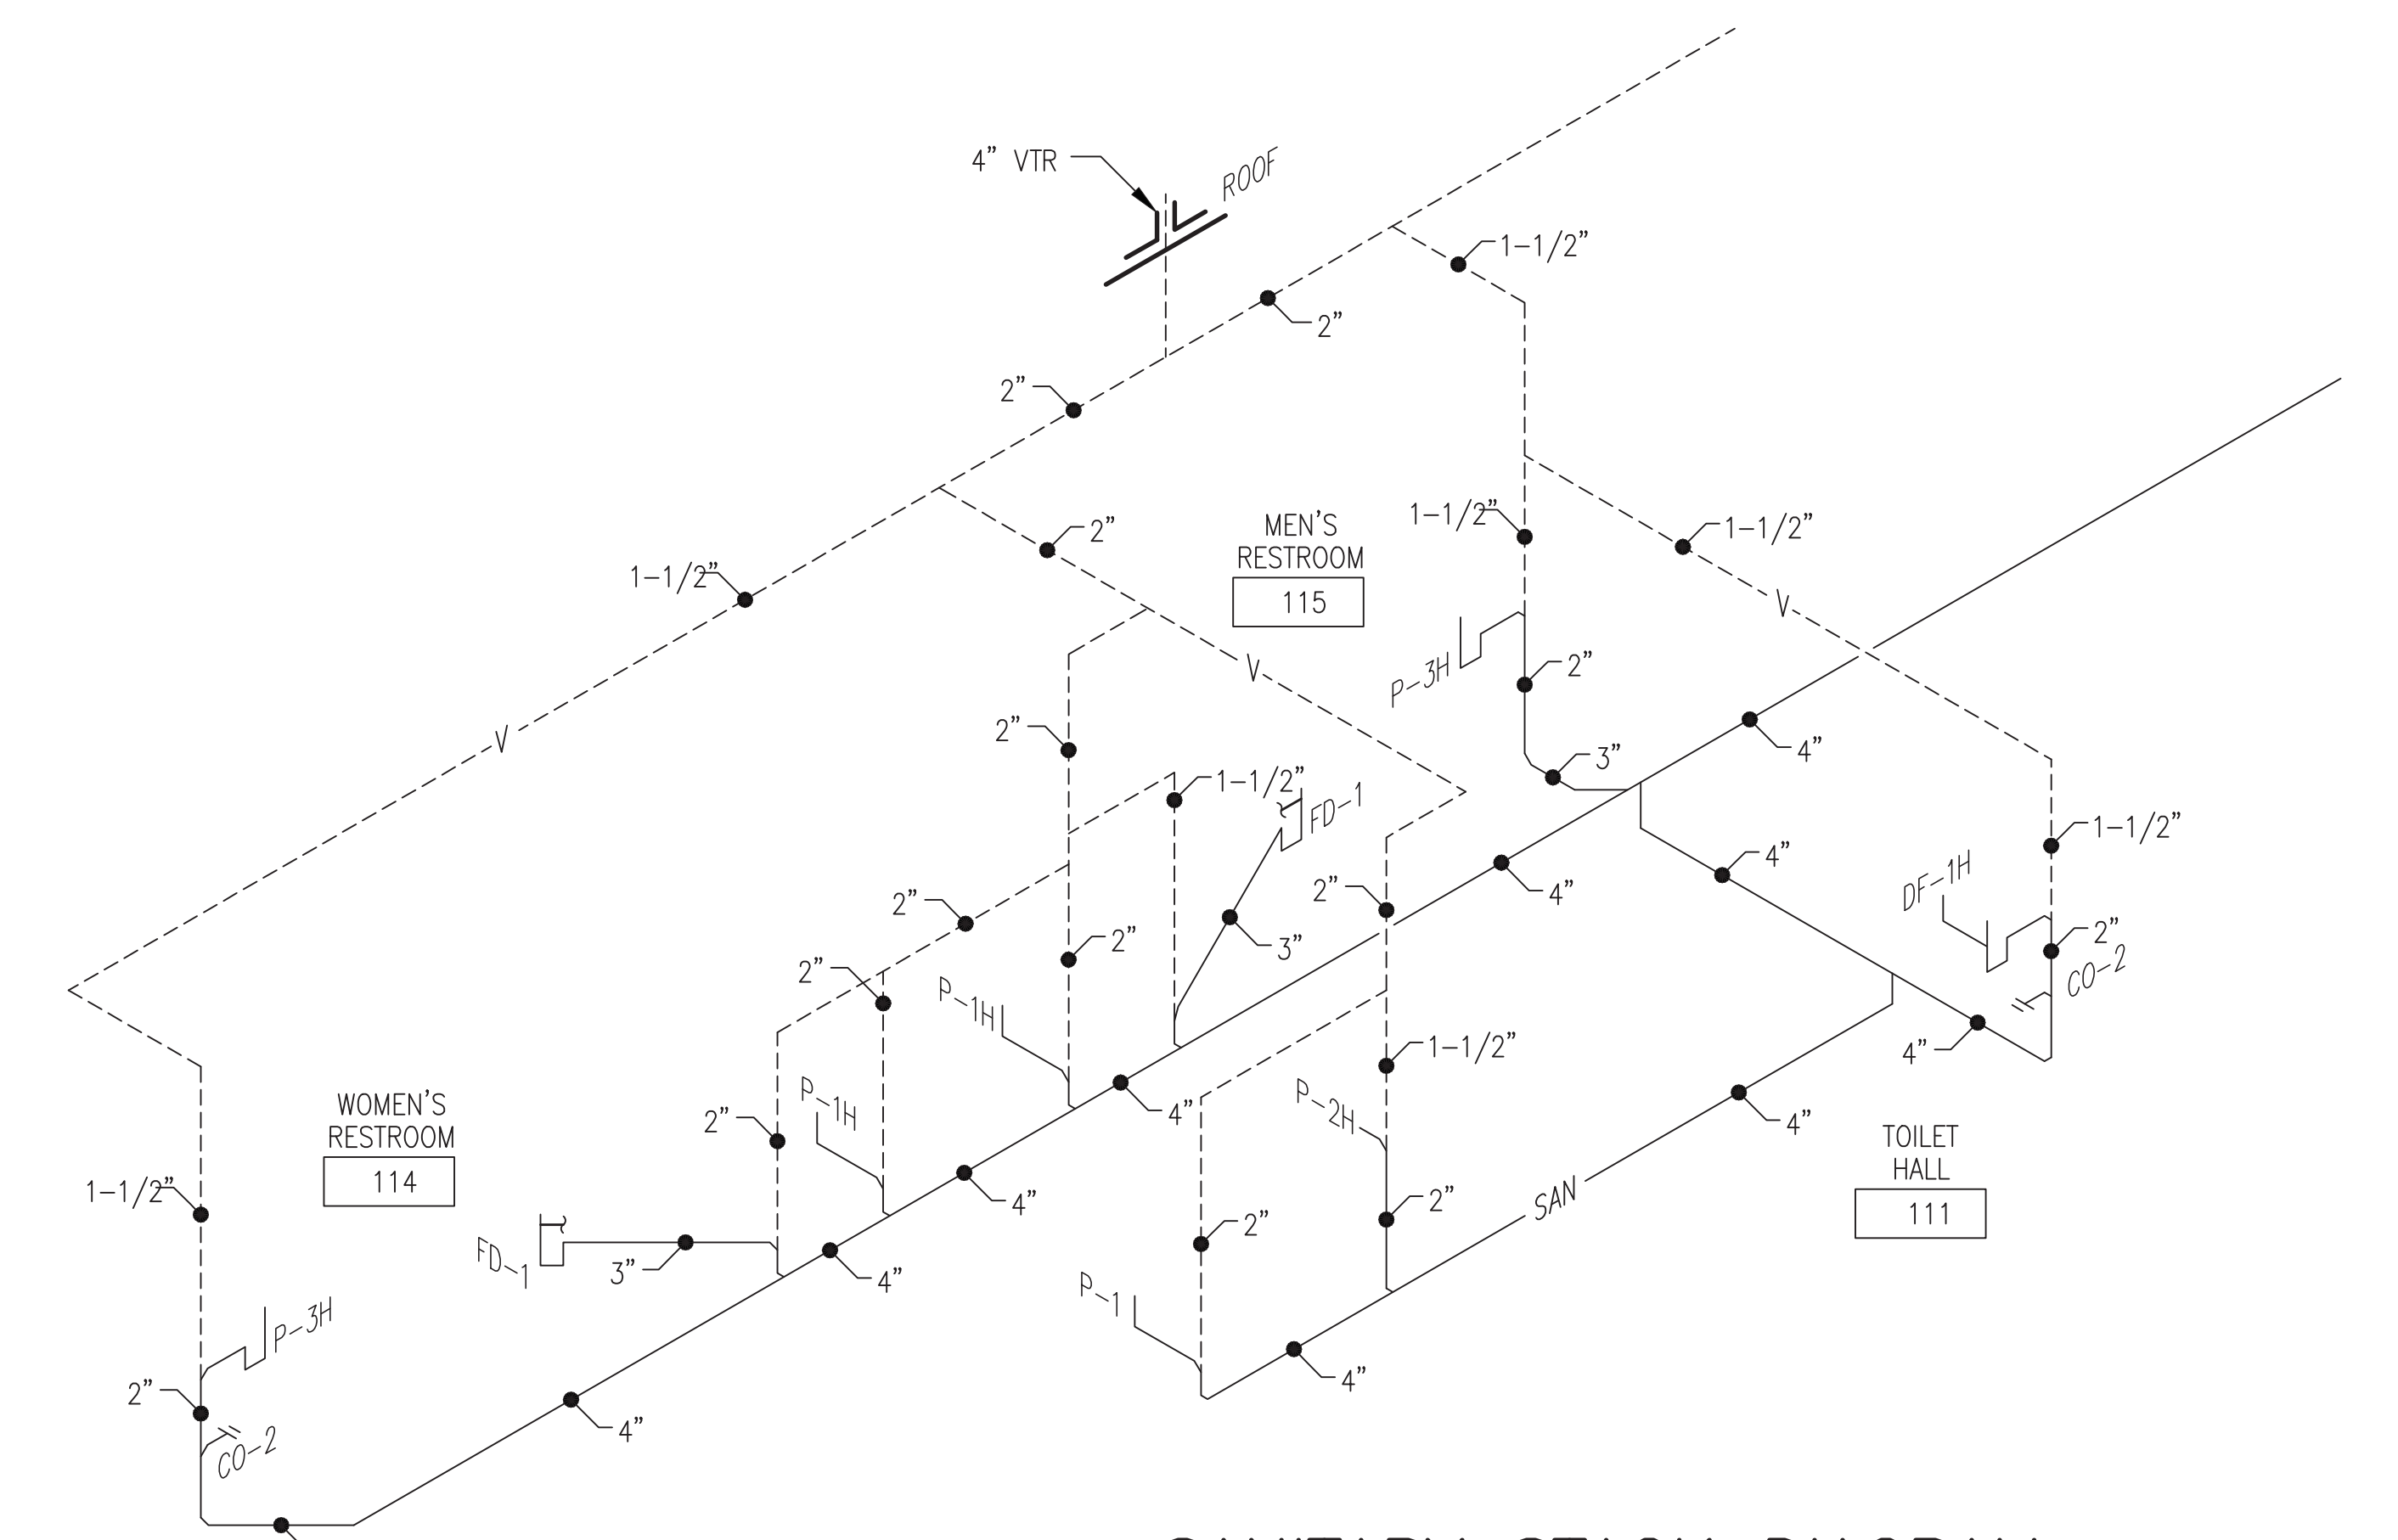 4” VTR
ROOF
1-1/2”
2”
2”
2”
1-1/2”
MEN'S
RESTROOM
115
1-1/2”
1-1/2”
V
V
P-3H
2”
V
2”
4”
3”
1-1/2”
FD-1
1-1/2”
4”
DF-1H
2”
2”
4”
2”
2”
CO-2
3”
2”
P-1H
1-1/2”
4”
P-1H
P-2H
WOMEN'S
RESTROOM
114
2”
4”
4”
TOILET
HALL
111
1-1/2”
SAN
4”
2”
2”
FD-1
3”
4”
P-1
P-3H
2”
4”
4”
CO-2